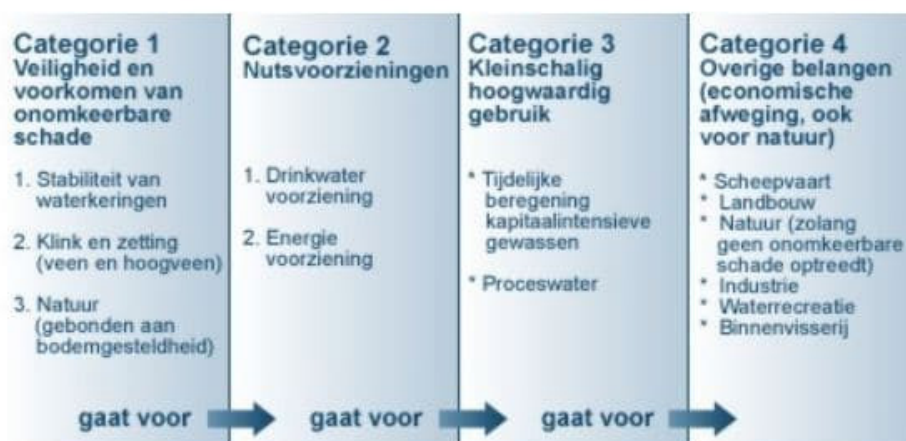 Categorie 1
Veiligheid en
voorkomen van
onomkeerbare
schade
1. Stabiliteit van
waterkeringen
2. Klink en zetting
(veen en hoogveen)
3. Natuur
(gebonden aan
bodemgesteldheid)
gaat voor
Categorie 2
Nutsvoorzieningen
1. Drinkwater
voorziening
2. Energie
voorziening
gaat voor
Categorie 3
Kleinschalig
hoogwaardig
gebruik
* Tijdelijke
beregening
kapitaalintensieve
gewassen
* Proceswater
gaat voor
Categorie 4
Overige belangen
(economische
afweging, ook
voor natuur)
* Scheepvaart
* Landbouw
* Natuur (zolang
geen onomkeerbare
schade optreedt)
* Industrie
* Waterrecreatie
* Binnenvisserij